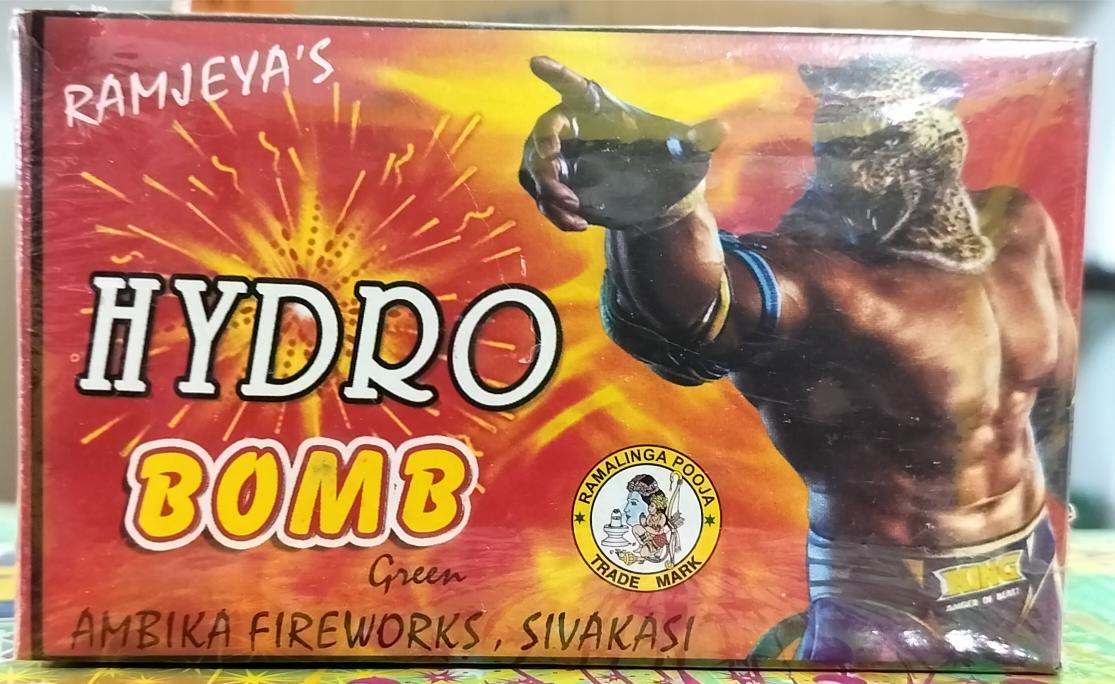 RAMJEYA'S
HYDRO
BOMB
Green
RAMALINGA POOJA
TRADE MARK
KING
AMBIKA FIREWORKS, SIVAKASI